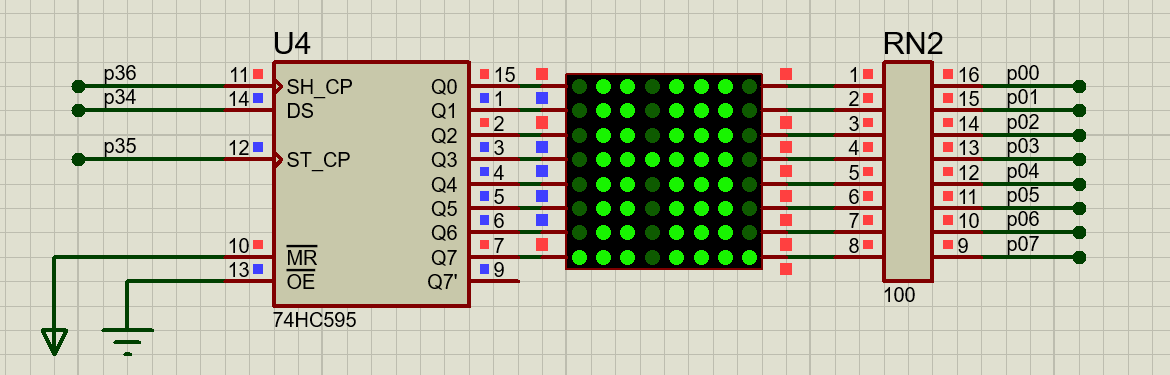 U4 RN2
p36 11 15 1 16 p00
SH_CP Q0
p34 14 1 2 15 p01
DS Q1
2 3 14 p02
Q2
p35 12 3 4 13 p03
ST_CP Q3
4 5 12 p04
Q4
5 6 11 p05
Q5
6 7 10 p06
Q6
10 7 8 9 p07
MR Q7
13 9
OE Q7'
74HC595 100